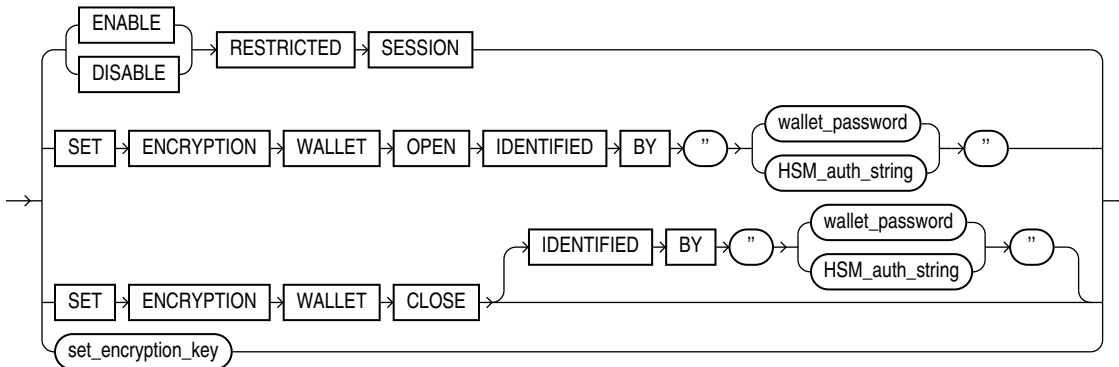 ENABLE
DISABLE
RESTRICTED SESSION
SET ENCRYPTION WALLET OPEN IDENTIFIED BY " wallet_password "
HSM_auth_string
IDENTIFIED BY " wallet_password "
HSM_auth_string
SET ENCRYPTION WALLET CLOSE
set_encryption_key